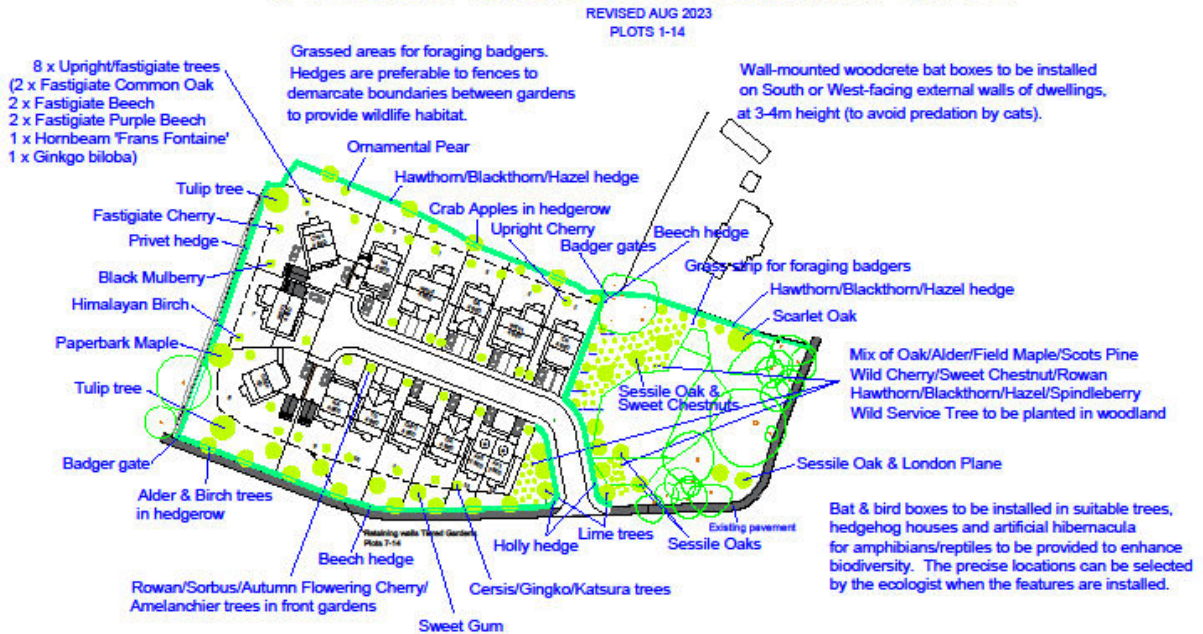 REVISED AUG 2023
PLOTS 1-14
8 x Upright/fastigiate trees
(2 x Fastigiate Common Oak
2 x Fastigiate Beech
2 x Fastigiate Purple Beech
1 x Hornbeam 'Frans Fontaine'
1 x Ginkgo biloba)
Grassed areas for foraging badgers.
Hedges are preferable to fences to
demarcate boundaries between gardens
to provide wildlife habitat.
Wall-mounted woodcrete bat boxes to be installed
on South or West-facing external walls of dwellings,
at 3-4m height (to avoid predation by cats).
Ornamental Pear
Hawthorn/Blackthorn/Hazel hedge
Tulip tree
Crab Apples in hedgerow
Fastigiate Cherry
Upright Cherry
Privet hedge
Badger gates
Beech hedge
Black Mulberry
Grass strip for foraging badgers
Hawthorn/Blackthorn/Hazel hedge
Himalayan Birch
Scarlet Oak
Paperbark Maple
Mix of Oak/Alder/Field Maple/Scots Pine
Wild Cherry/Sweet Chestnut/Rowan
Hawthorn/Blackthorn/Hazel/Spindleberry
Wild Service Tree to be planted in woodland
Tulip tree
Sessile Oak &
Sweet Chestnuts
Badger gate
Sessile Oak & London Plane
Alder & Birch trees
in hedgerow
Retaining walls Tiered Gardens
Plots 7-14
Beech hedge
Holly hedge
Lime trees
Sessile Oaks
Existing pavement
Bat & bird boxes to be installed in suitable trees,
hedgehog houses and artificial hibernacula
for amphibians/reptiles to be provided to enhance
biodiversity. The precise locations can be selected
by the ecologist when the features are installed.
Rowan/Sorbus/Autumn Flowering Cherry/
Amelanchier trees in front gardens
Cersis/Gingko/Katsura trees
Sweet Gum